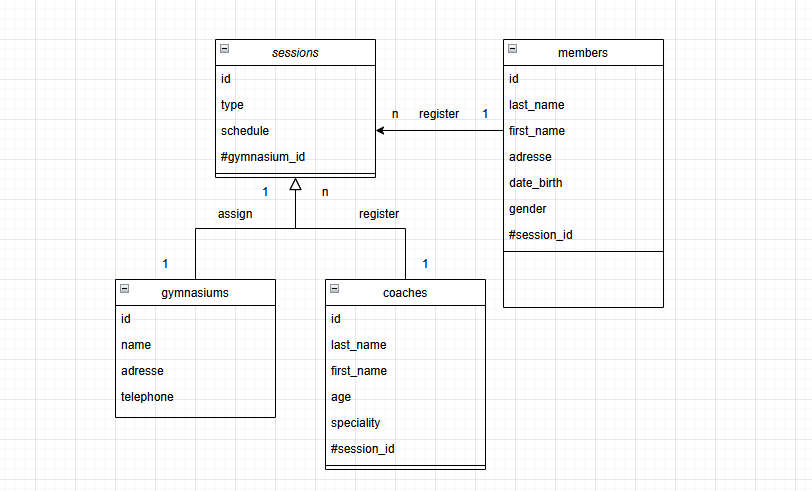 sessions
id
type
schedule
#gymnasium_id
members
id
last_name
first_name
adresse
date_birth
gender
#session_id
n register 1
1 n
assign register
1 1
gymnasiums
id
name
adresse
telephone
coaches
id
last_name
first_name
age
speciality
#session_id